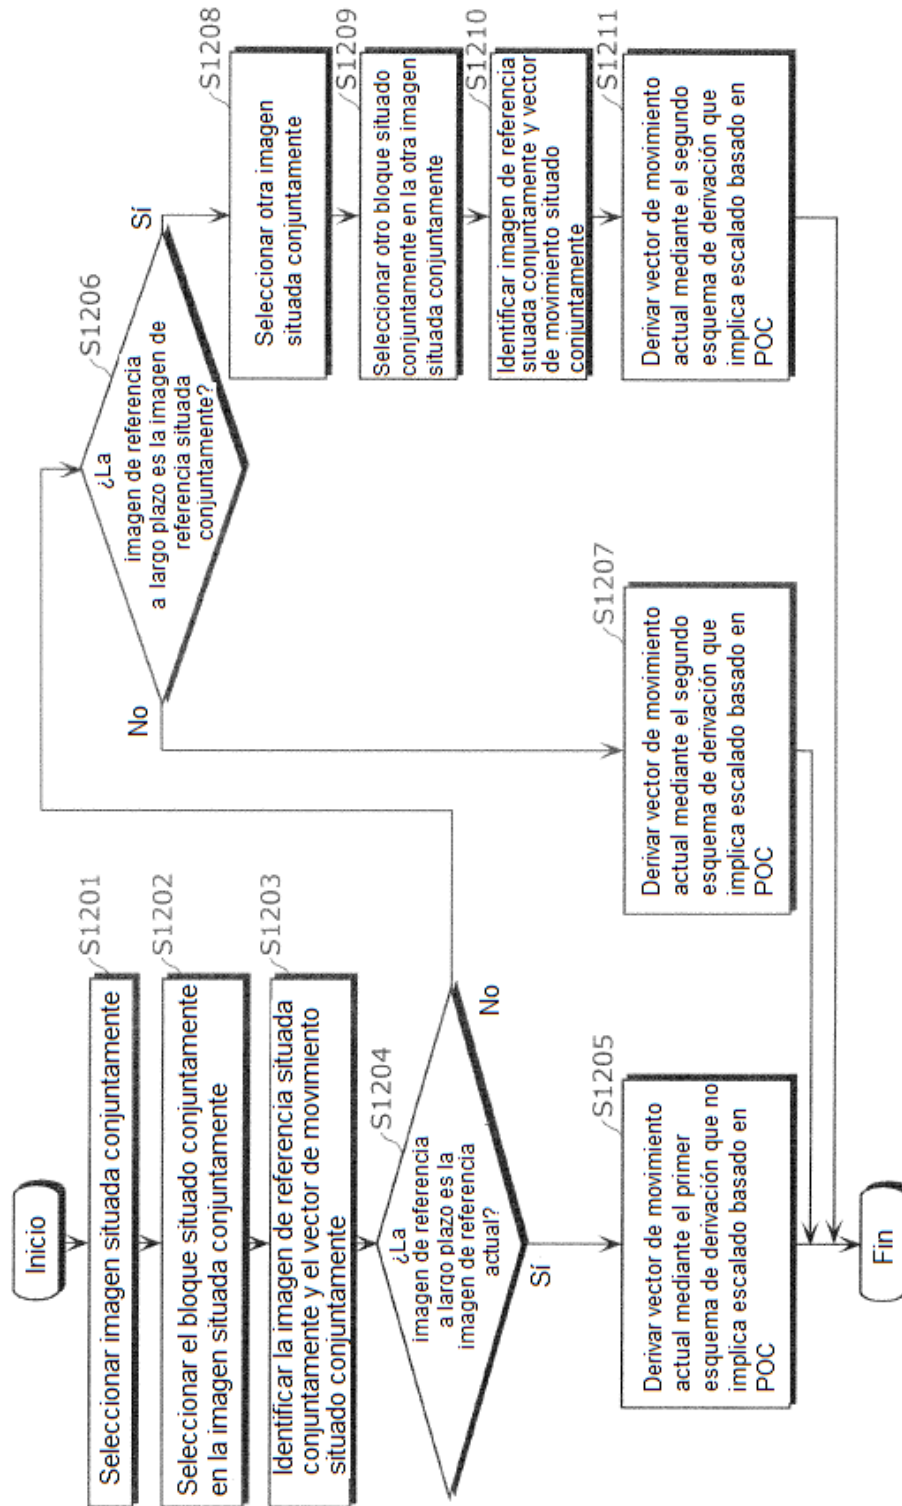 Inicio
S1201
Seleccionar imagen situada conjuntamente
S1202
Seleccionar el bloque situado conjuntamente
en la imagen situada conjuntamente
S1203
Identificar la imagen de referencia situada
conjuntamente y el vector de movimiento
situado conjuntamente
S1204
¿La
imagen de referencia
a largo plazo es la
imagen de referencia
actual?
No
Sí
S1205
Derivar vector de movimiento
actual mediante el primer
esquema de derivación que no
implica escalado basado en
POC
Fin
S1206
¿La
imagen de referencia
a largo plazo es la imagen de
referencia situada
conjuntamente?
No
Sí
S1207
Derivar vector de movimiento
actual mediante el segundo
esquema de derivación que
implica escalado basado en
POC
S1208
Seleccionar otra imagen
situada conjuntamente
S1209
Seleccionar otro bloque situado
conjuntamente en la otra imagen
situada conjuntamente
S1210
Identificar imagen de referencia
situada conjuntamente y vector
de movimiento situado
conjuntamente
S1211
Derivar vector de movimiento
actual mediante el segundo
esquema de derivación que
implica escalado basado en
POC